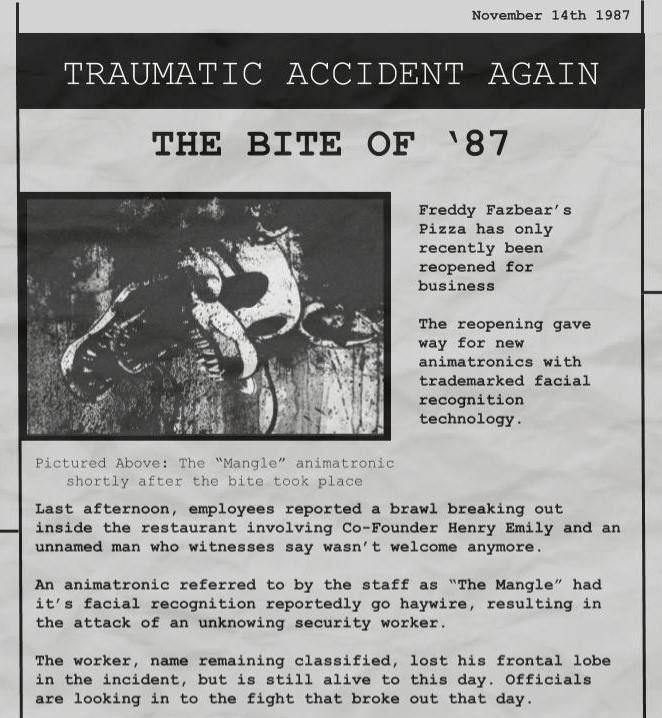 November 14th 1987
TRAUMATIC ACCIDENT AGAIN
THE BITE OF ‘87
Freddy Fazbear’s
Pizza has only
recently been
reopened for
business
The reopening gave
way for new
animatronics with
trademarked facial
recognition
technology.
Pictured Above: The “Mangle” animatronic
shortly after the bite took place
Last afternoon, employees reported a brawl breaking out
inside the restaurant involving Co-Founder Henry Emily and an
unnamed man who witnesses say wasn’t welcome anymore.
An animatronic referred to by the staff as “The Mangle” had
it’s facial recognition reportedly go haywire, resulting in
the attack of an unknowing security worker.
The worker, name remaining classified, lost his frontal lobe
in the incident, but is still alive to this day. Officials
are looking in to the fight that broke out that day.